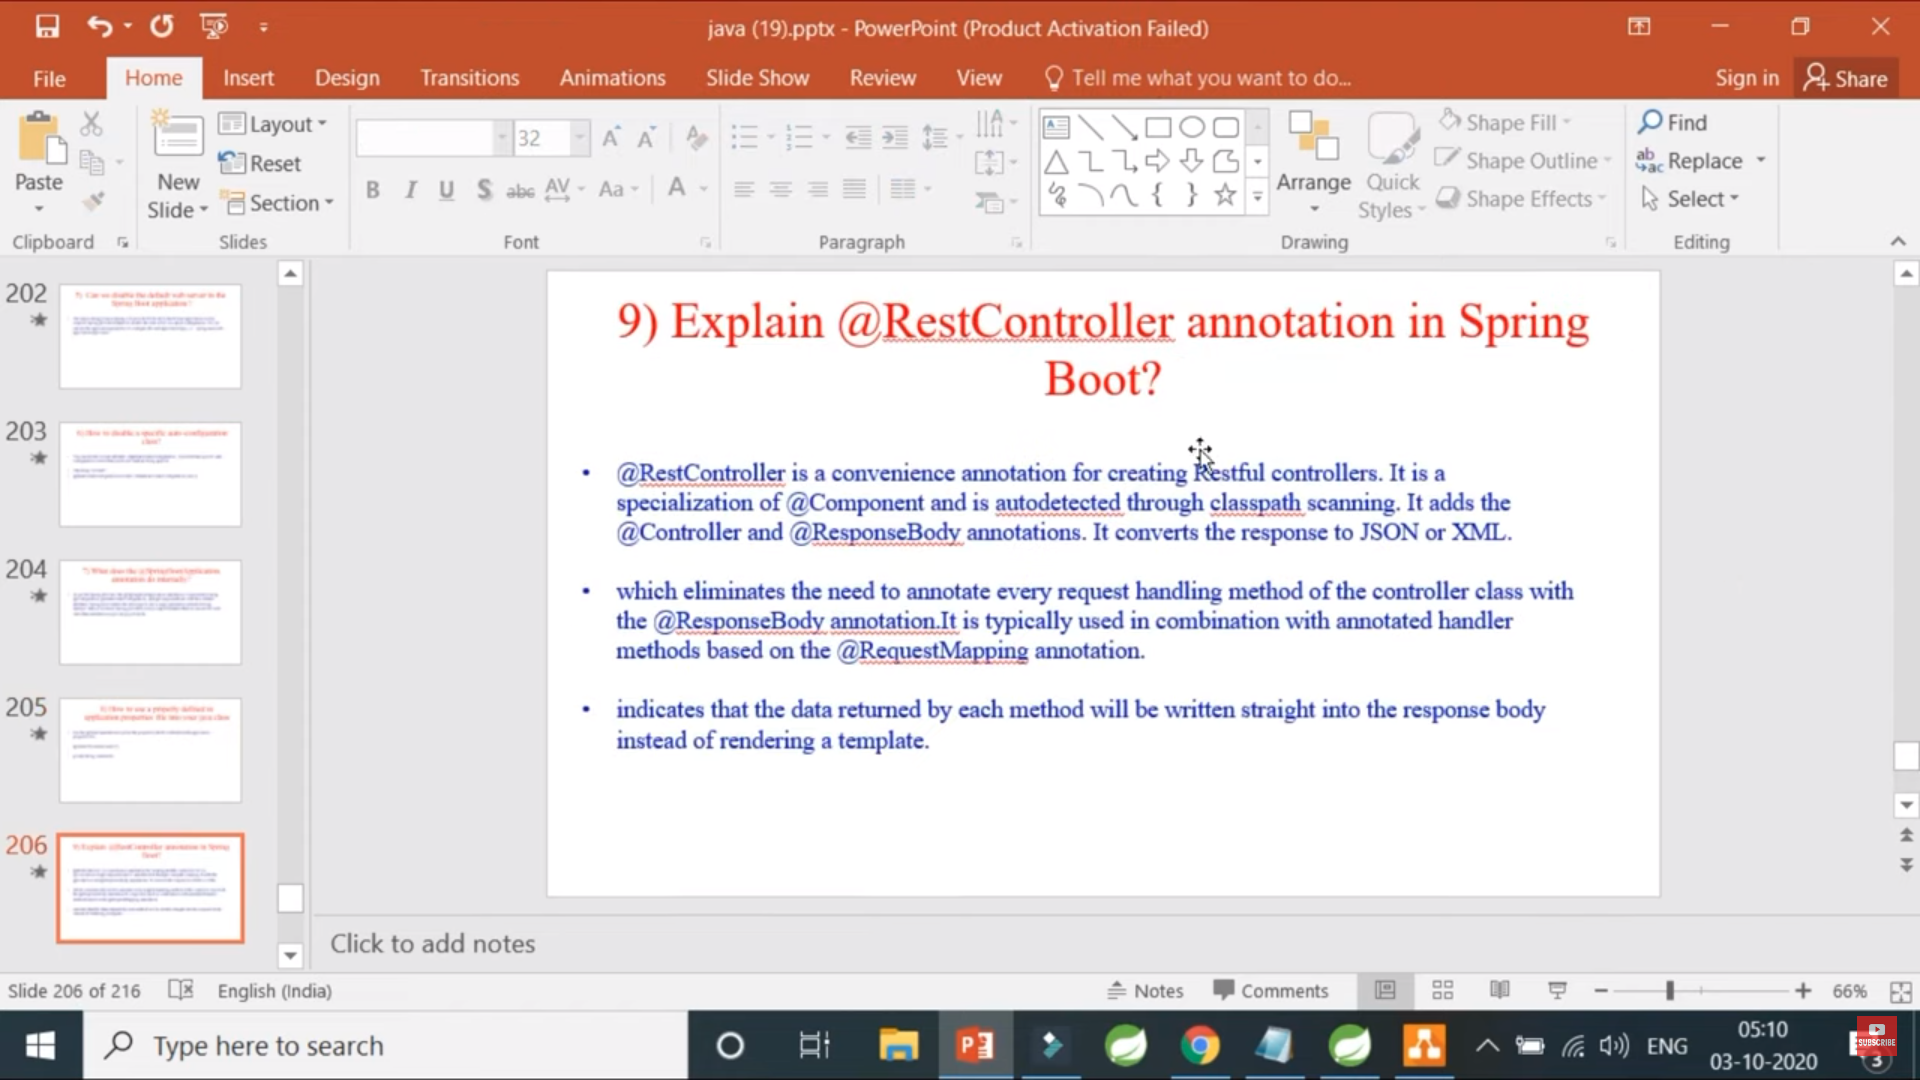 java (19).pptx - PowerPoint (Product Activation Failed)
File Home Insert Design Transitions Animations Slide Show Review View Tell me what you want to do... Sign in Share
Paste
New Slide
Layout
Reset
Section
32
B I U S abc AV Aa A
Arrange
Quick Styles
Shape Fill
Shape Outline
Shape Effects
Find
Replace
Select
Clipboard Slides Font Paragraph Drawing Editing
202
203
204
205
206
9) Explain @RestController annotation in Spring
Boot?
• @RestController is a convenience annotation for creating Restful controllers. It is a
specialization of @Component and is autodetected through classpath scanning. It adds the
@Controller and @ResponseBody annotations. It converts the response to JSON or XML.
• which eliminates the need to annotate every request handling method of the controller class with
the @ResponseBody annotation.It is typically used in combination with annotated handler
methods based on the @RequestMapping annotation.
• indicates that the data returned by each method will be written straight into the response body
instead of rendering a template.
Click to add notes
Slide 206 of 216 English (India) Notes Comments 66%
Type here to search
ENG
05:10
03-10-2020
SUBSCRIBE
3